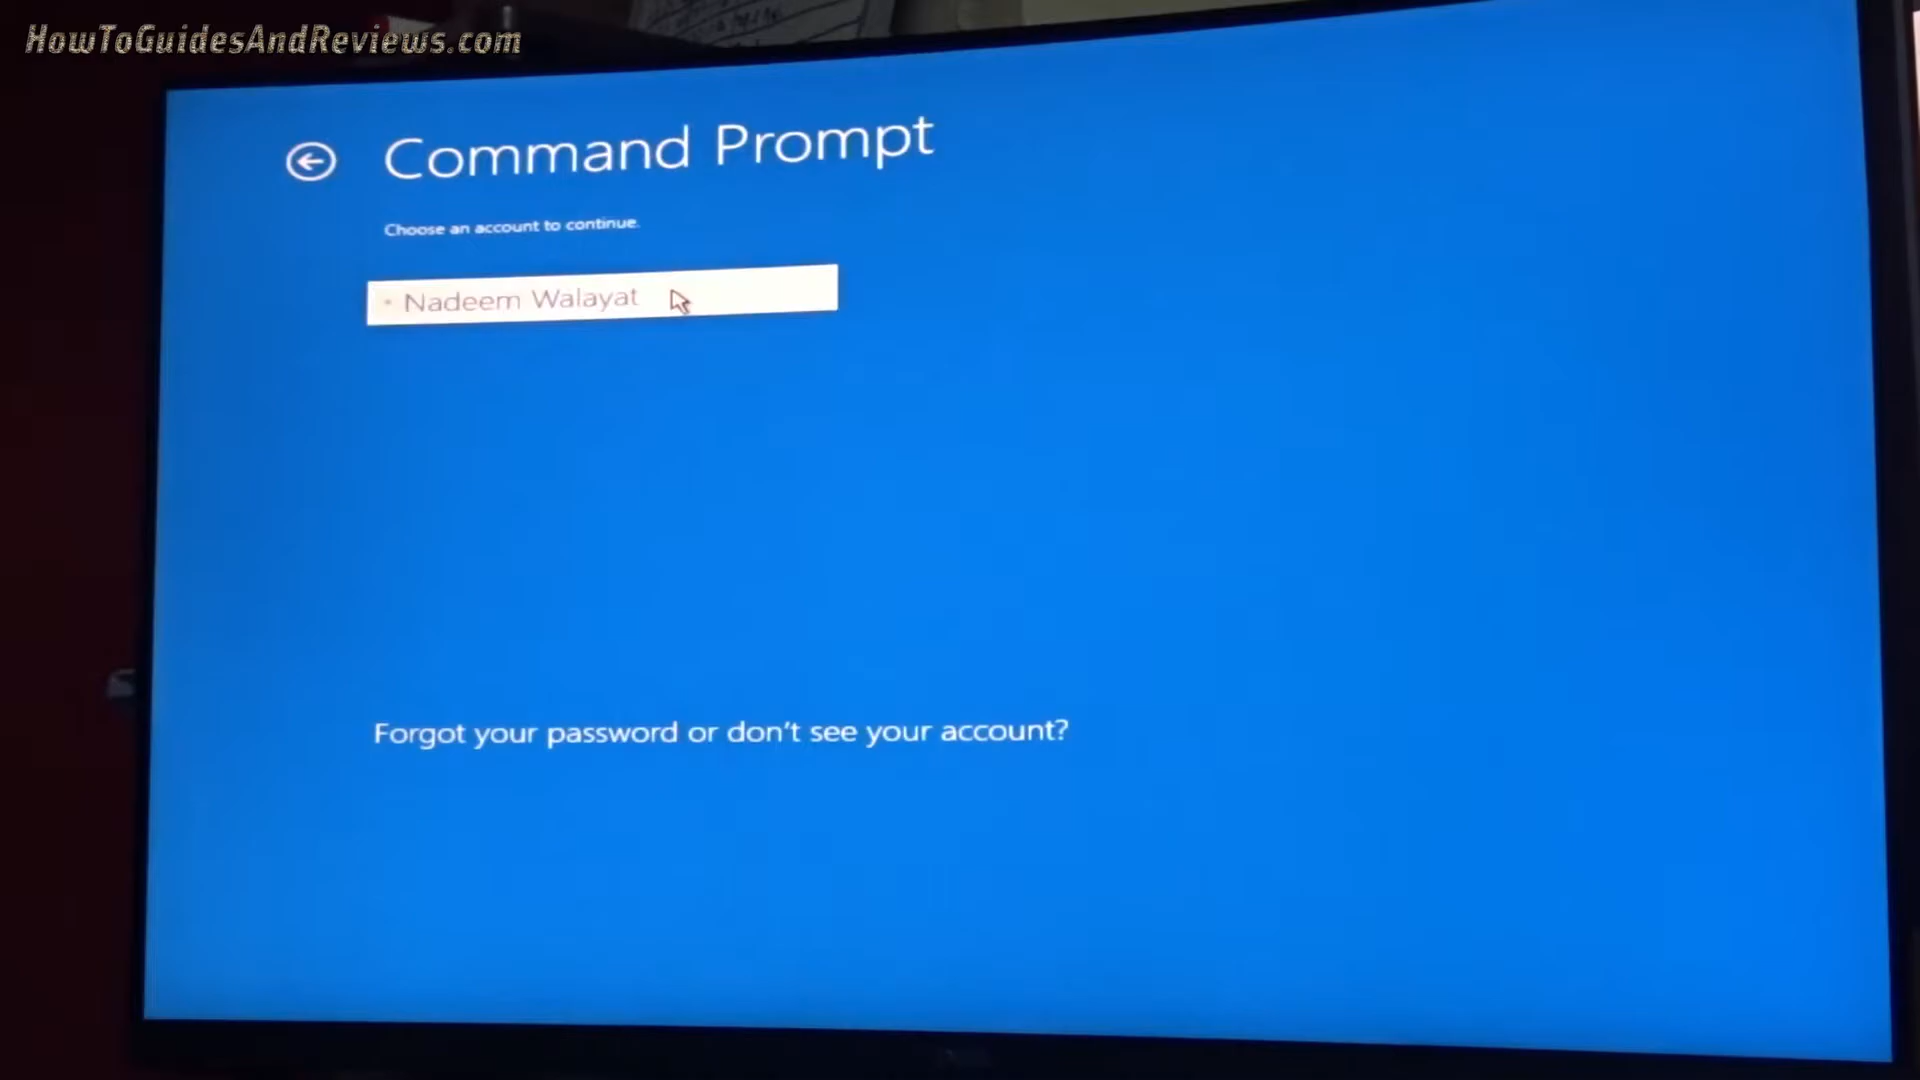 HowToGuidesAndReviews.com
Command Prompt
Choose an account to continue.
Nadeem Walayat
Forgot your password or don't see your account?